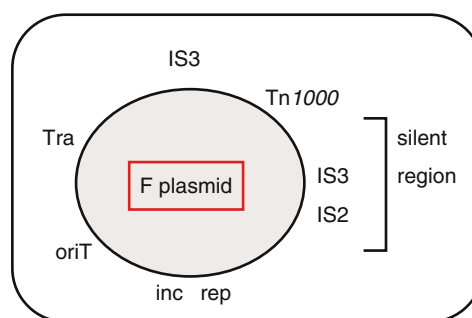 IS3
Tn1000
Tra
silent
F plasmid
IS3
region
IS2
oriT
inc rep